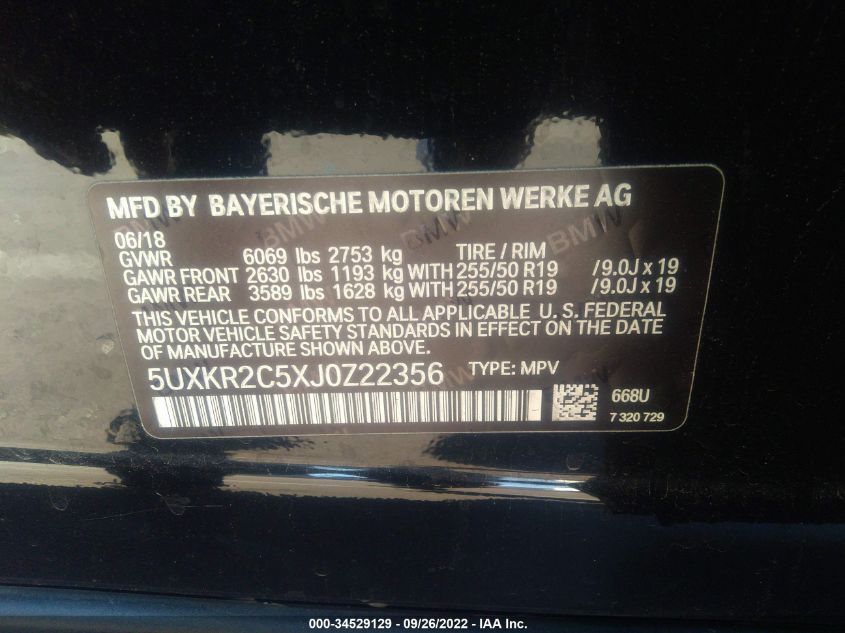 MFD BY BAYERISCHE MOTOREN WERKE AG
06/18
GVWR 6069 lbs 2753 kg TIRE / RIM
GAWR FRONT 2630 lbs 1193 kg WITH 255/50 R19 /9.0J x 19
GAWR REAR 3589 lbs 1628 kg WITH 255/50 R19 /9.0J x 19
THIS VEHICLE CONFORMS TO ALL APPLICABLE U. S. FEDERAL
MOTOR VEHICLE SAFETY STANDARDS IN EFFECT ON THE DATE
OF MANUFACTURE SHOWN ABOVE.
5UXKR2C5XJ0Z22356 TYPE: MPV
668U
7 320 729
BMW
BMW
000-34529129 - 09/26/2022 - IAA Inc.